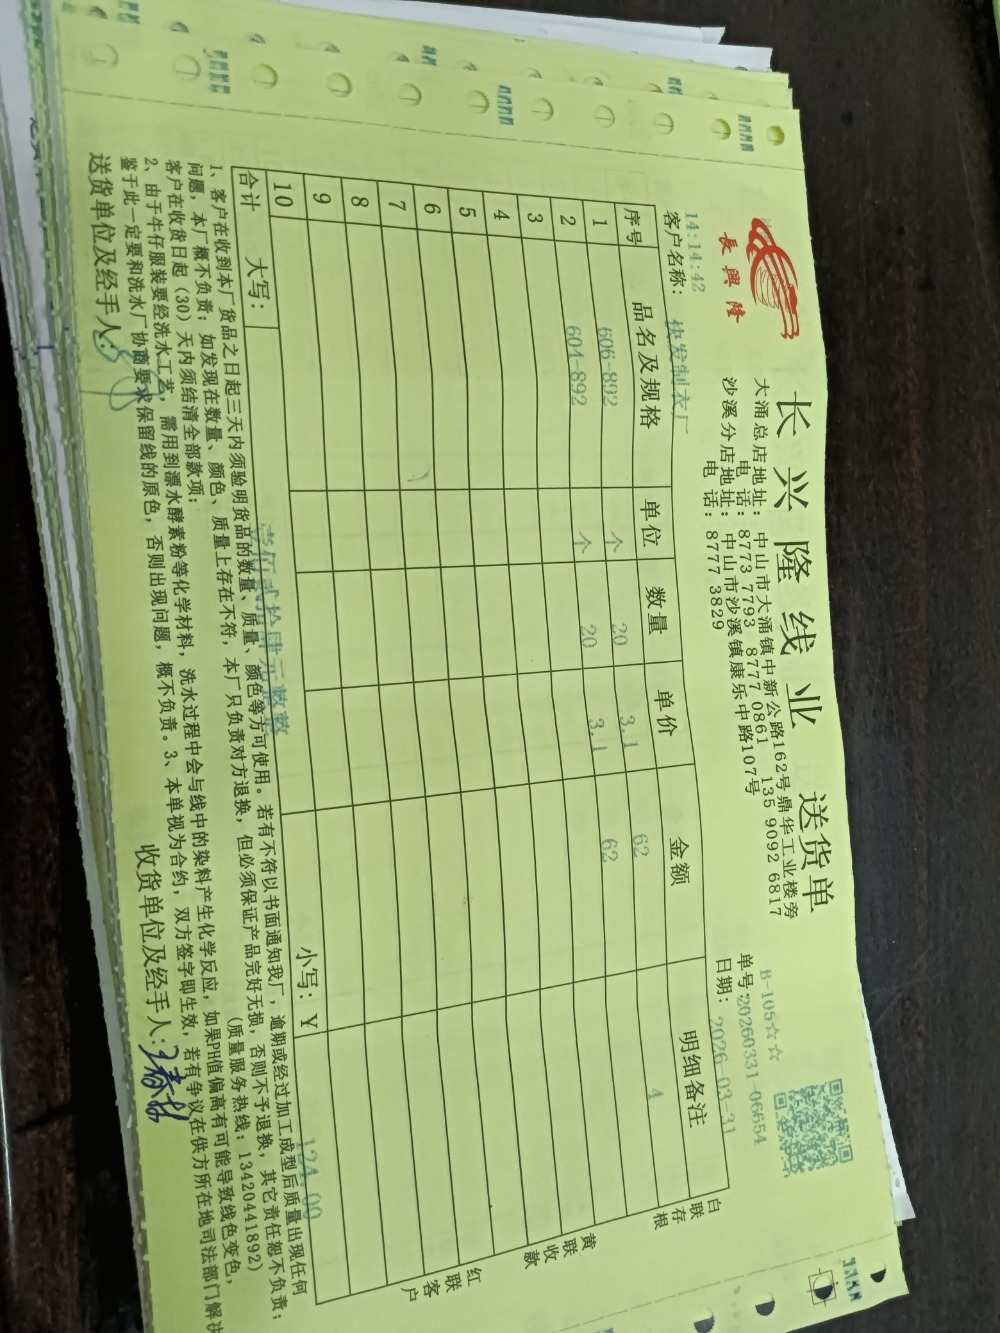 長興隆
长兴隆线业 送货单
大涌总店地址：中山市大涌镇中新公路162号鼎华工业楼旁
电话：8773 7793 8777 0861 135 9092 6817
沙溪分店地址：中山市沙溪镇康乐中路107号
电话：8777 3829
B-105☆☆☆
单号:20260331-06654
日期：2026-03-31
14:14:42
客户名称：快发制衣厂
序号 品名及规格 单位 数量 单价 金额 明细备注
1 606-892 个 20 3.1 62 4
2 604-892 个 20 3.1 62
3
4
5
6
7
8
9
10
合计 大写：壹佰贰拾肆元整整 小写：Y 124.00
1、客户在收到本厂货品之日起三天内须验明货品的数量、质量、颜色等方可使用。若有不符以书面通知我厂，逾期或经过加工成型后质量出现任何
问题，本厂概不负责；如发现在数量、颜色、质量上存在不符，本厂只负责对方退换，但必须保证产品完好无损，否则不予退换，其它责任恕不负责；
客户在收货日起（30）天内须结清全部款项； （质量服务热线：13420441892）
2、由于牛仔服装要经洗水工艺，需用到漂水酵素粉等化学材料，洗水过程中会与线中的染料产生化学反应，如果PH值偏高有可能导致线色变色，
鉴于此一定要和洗水厂协商要求保留线的原色，否则出现问题，概不负责。3、本单视为合约，双方签字即生效，若有争议在供方所在地司法部门解决
送货单位及经手人： 收货单位及经手人：
白联存根
黄联收款
红联客户